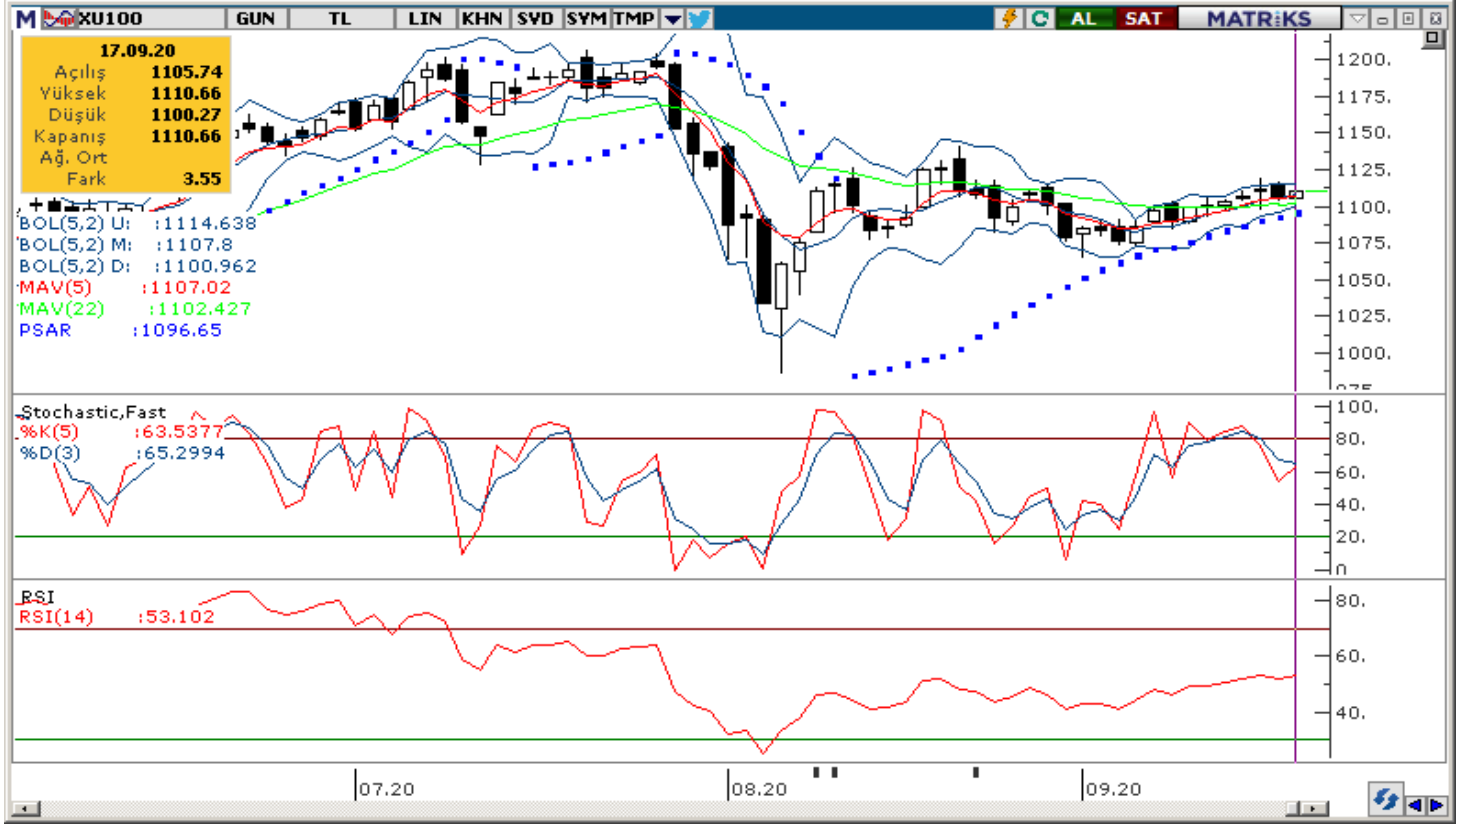 M XU100 GUN TL LIN KHN SVD SYM TMP AL SAT MATRiKS
17.09.20
Açılış 1105.74
Yüksek 1110.66
Düşük 1100.27
Kapanış 1110.66
Ağ. Ort
Fark 3.55
BOL(5,2) U: :1114.638
BOL(5,2) M: :1107.8
BOL(5,2) D: :1100.962
MAV(5) :1107.02
MAV(22) :1102.427
PSAR :1096.65
1200.
1175.
1150.
1125.
1100.
1075.
1050.
1025.
1000.
975
Stochastic,Fast
%K(5) :63.5377
%D(3) :65.2994
100.
80.
60.
40.
20.
0
RSI
RSI(14) :53.102
80.
60.
40.
07.20 08.20 09.20